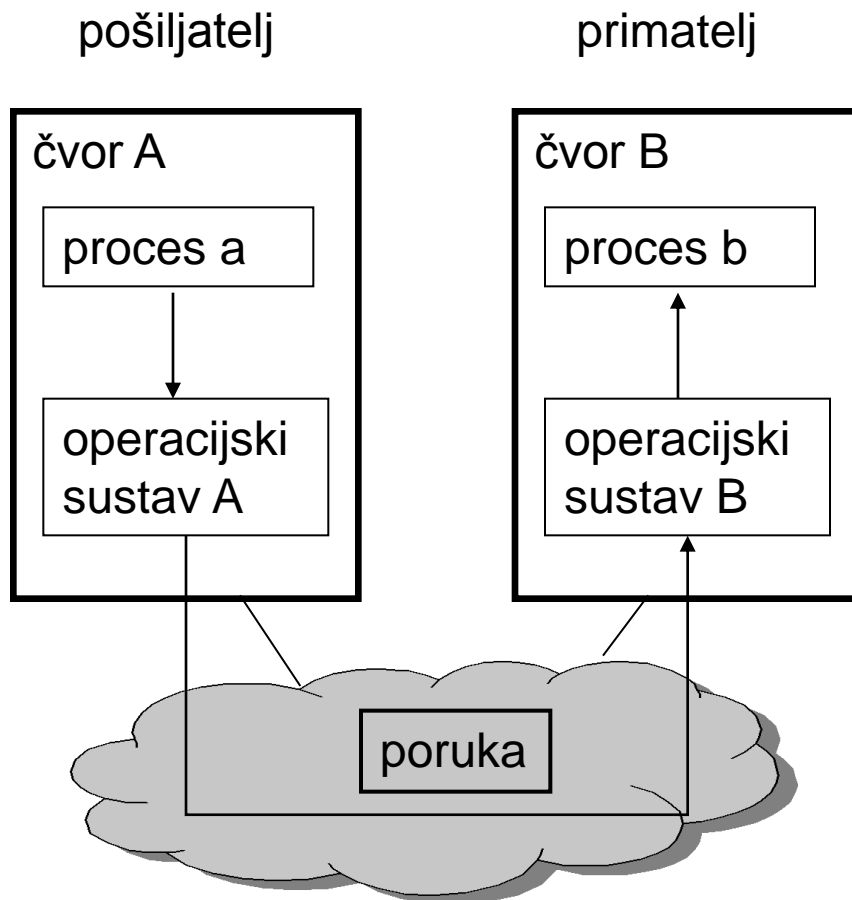 pošiljatelj
primatelj
čvor A
proces a
operacijski
sustav A
čvor B
proces b
operacijski
sustav B
poruka